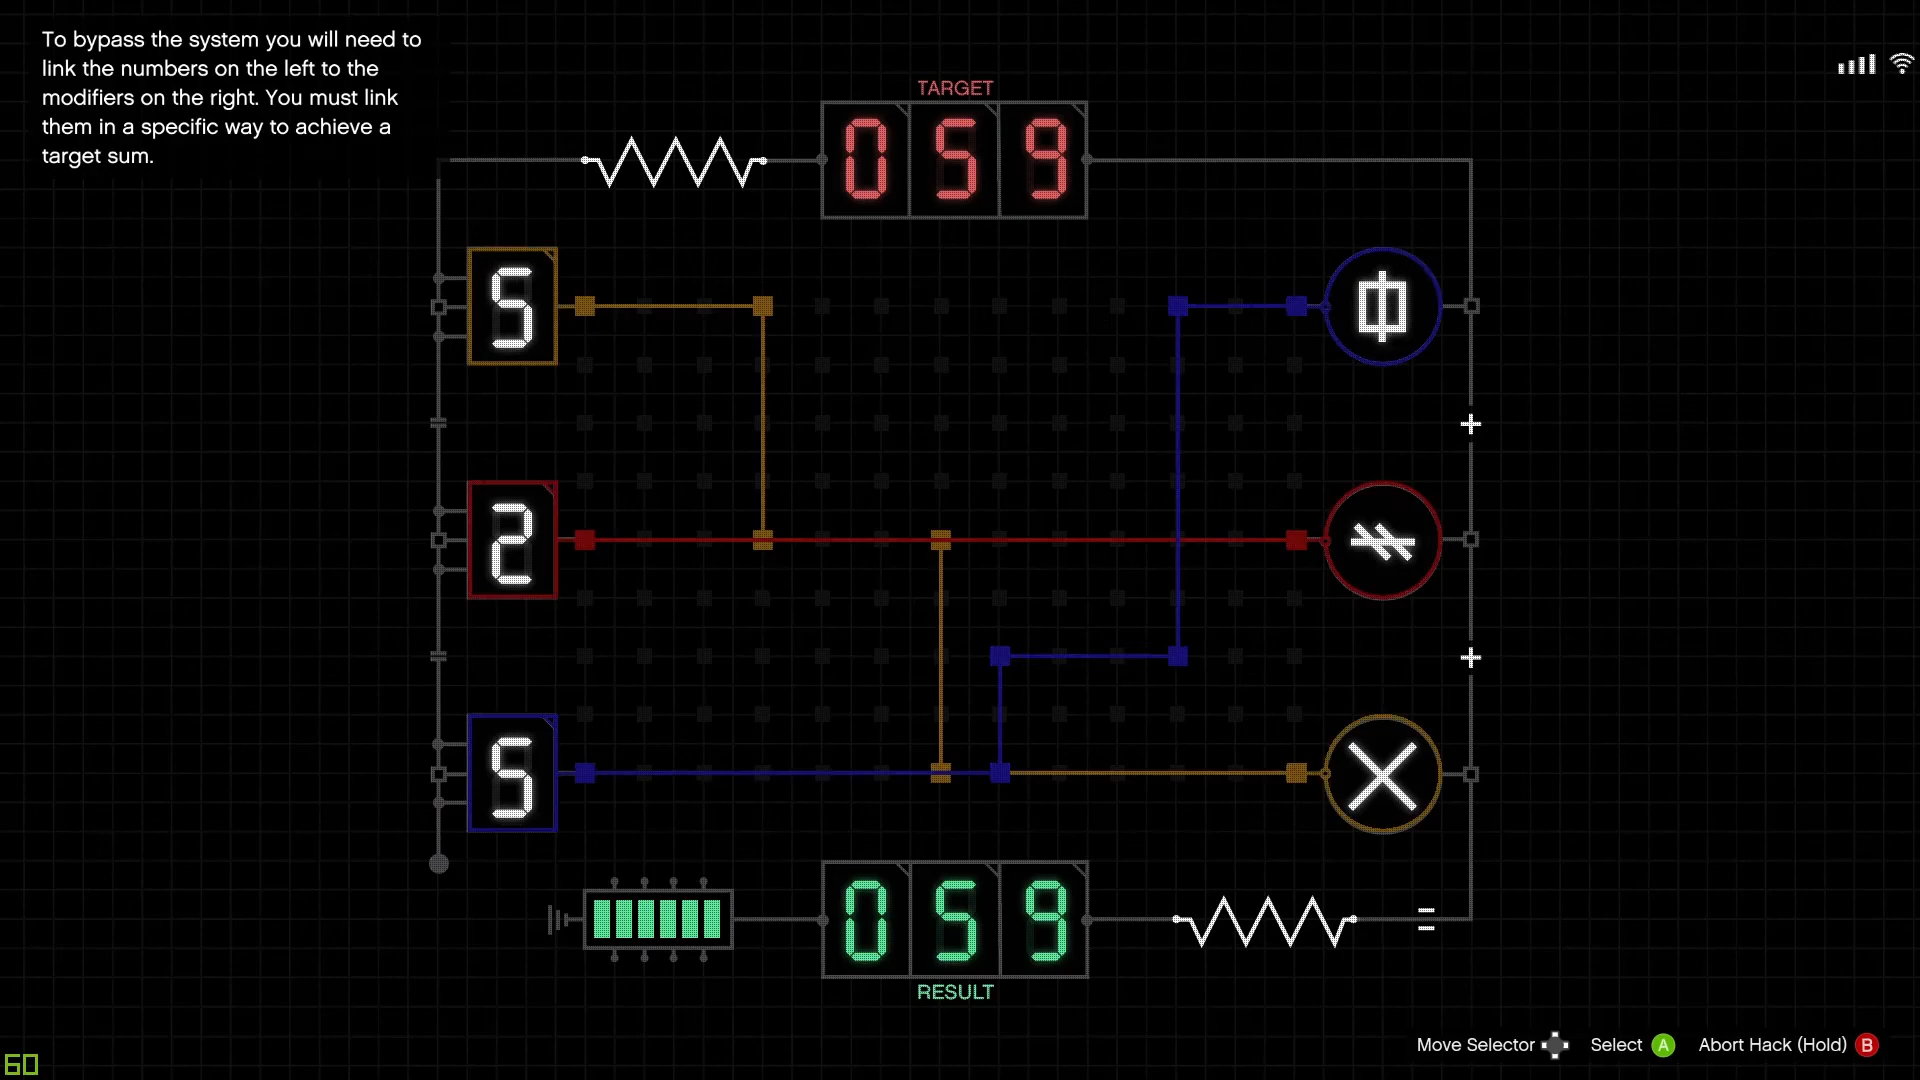 To bypass the system you will need to
link the numbers on the left to the
modifiers on the right. You must link
them in a specific way to achieve a
target sum.
TARGET
059
5
2
5
+
+
059
=
RESULT
Move Selector Select A Abort Hack (Hold) B
60